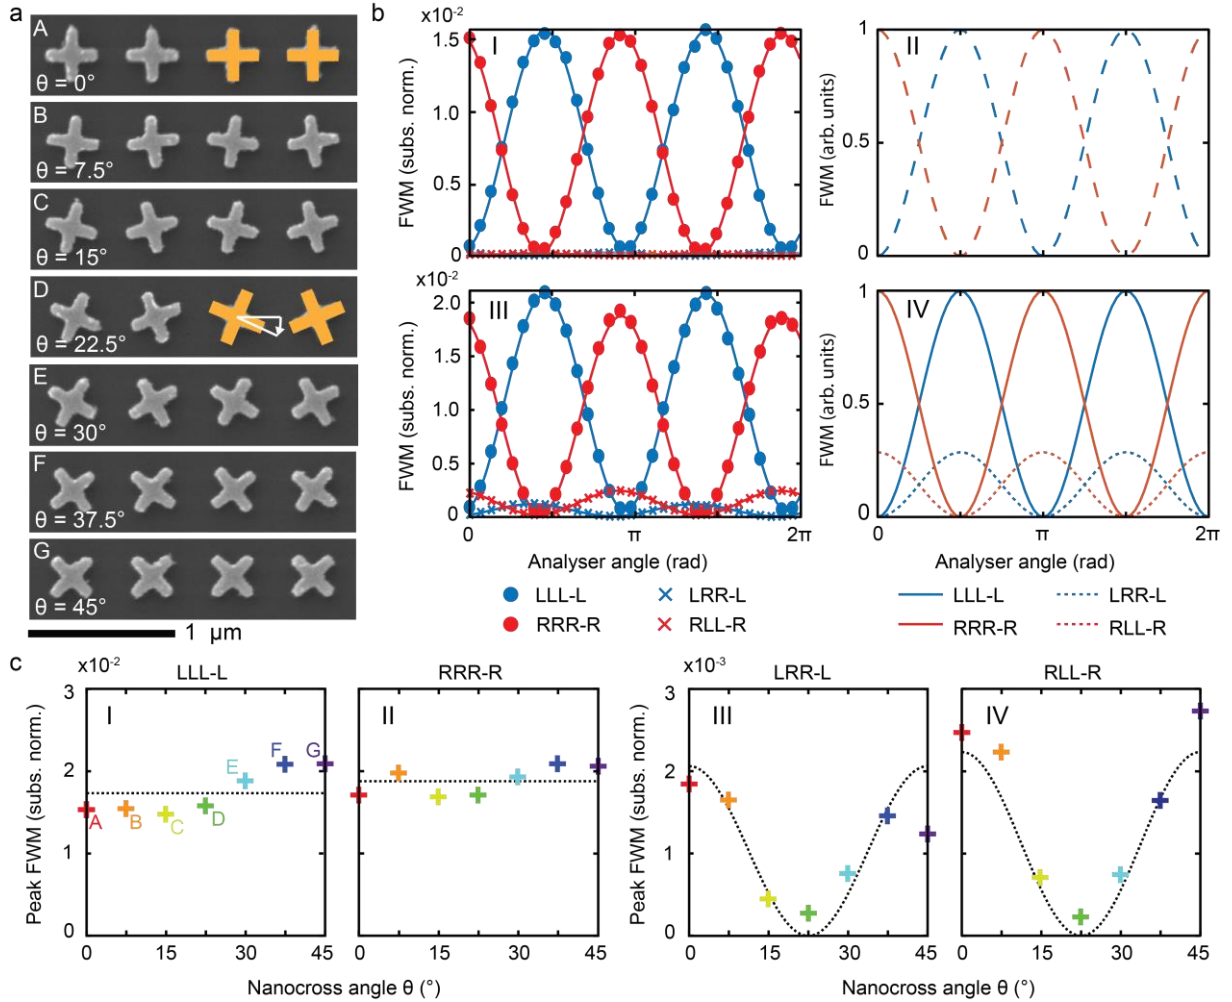 a
A
θ = 0°
B
θ = 7.5°
C
θ = 15°
D
θ = 22.5°
E
θ = 30°
F
θ = 37.5°
G
θ = 45°
1 μm
b
x10-2
I
1.5
1.0
0.5
0
FWM (subs. norm.)
II
1
0.5
0
FWM (arb. units)
x10-2
III
2.0
1.5
1.0
0.5
0
FWM (subs. norm.)
0 π 2π
Analyser angle (rad)
IV
1
0.5
0
FWM (arb. units)
0 π 2π
Analyser angle (rad)
LLL-L LRR-L
RRR-R RLL-R
LLL-L LRR-L
RRR-R RLL-R
c
x10-2
LLL-L
I
3
2
1
0
Peak FWM (subs. norm.)
A B C D E F G
0 15 30 45
RRR-R
II
0 15 30 45
Nanocross angle θ (°)
x10-3
LRR-L
III
3
2
1
0
Peak FWM (subs. norm.)
0 15 30 45
RLL-R
IV
0 15 30 45
Nanocross angle θ (°)